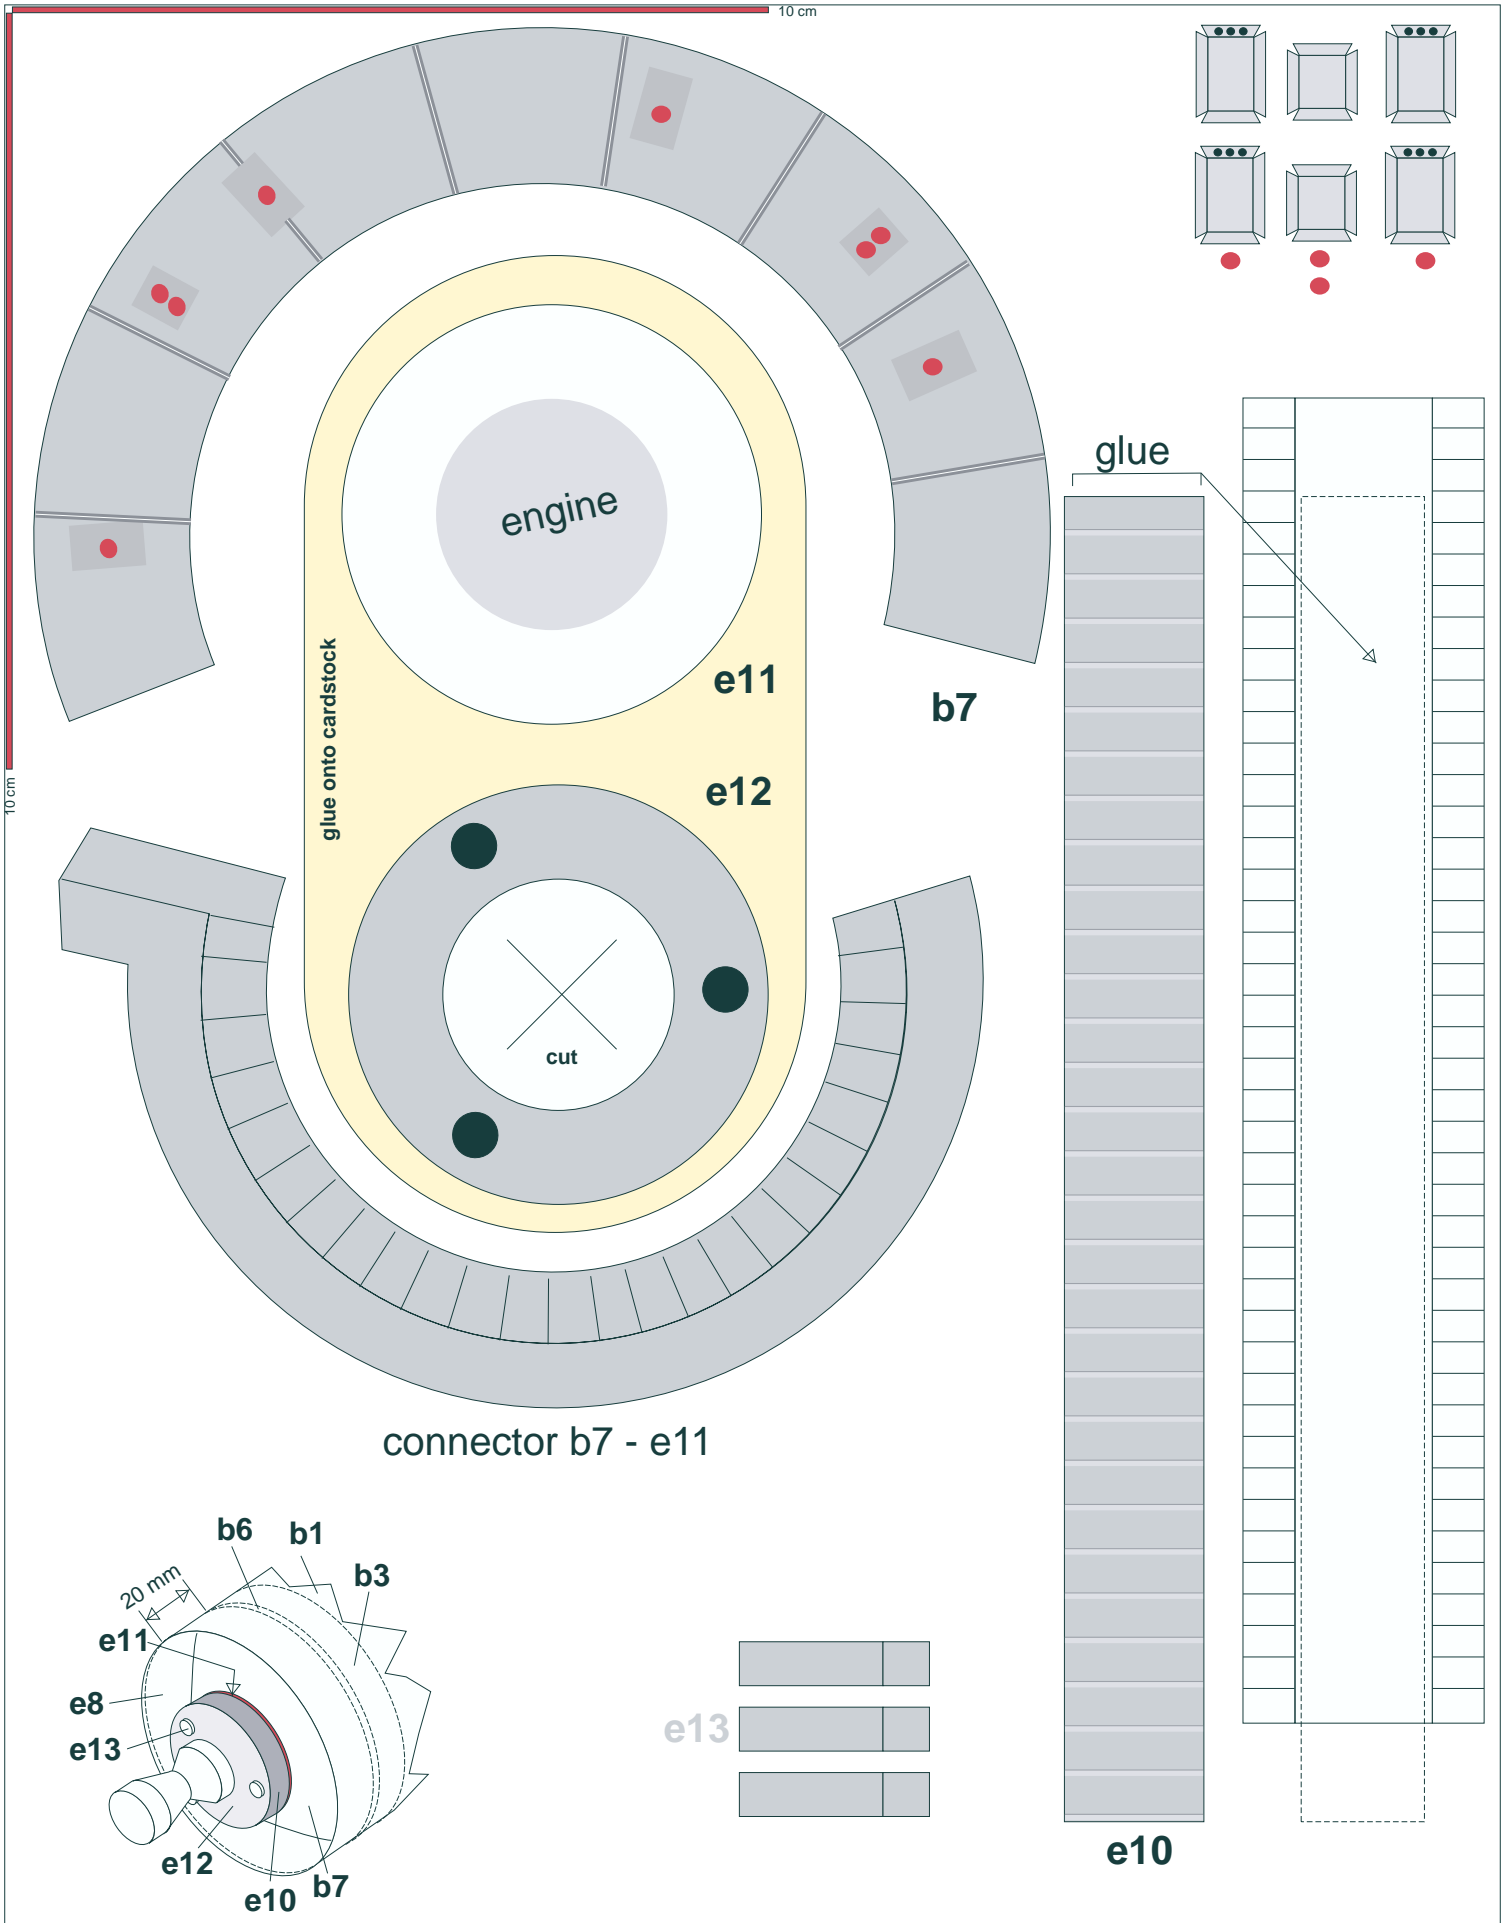 10 cm
10 cm
engine
e11
b7
glue onto cardstock
e12
cut
glue
connector b7 - e11
b6
b1
b3
20 mm
e11
e8
e13
e12
e10
b7
e13
e10